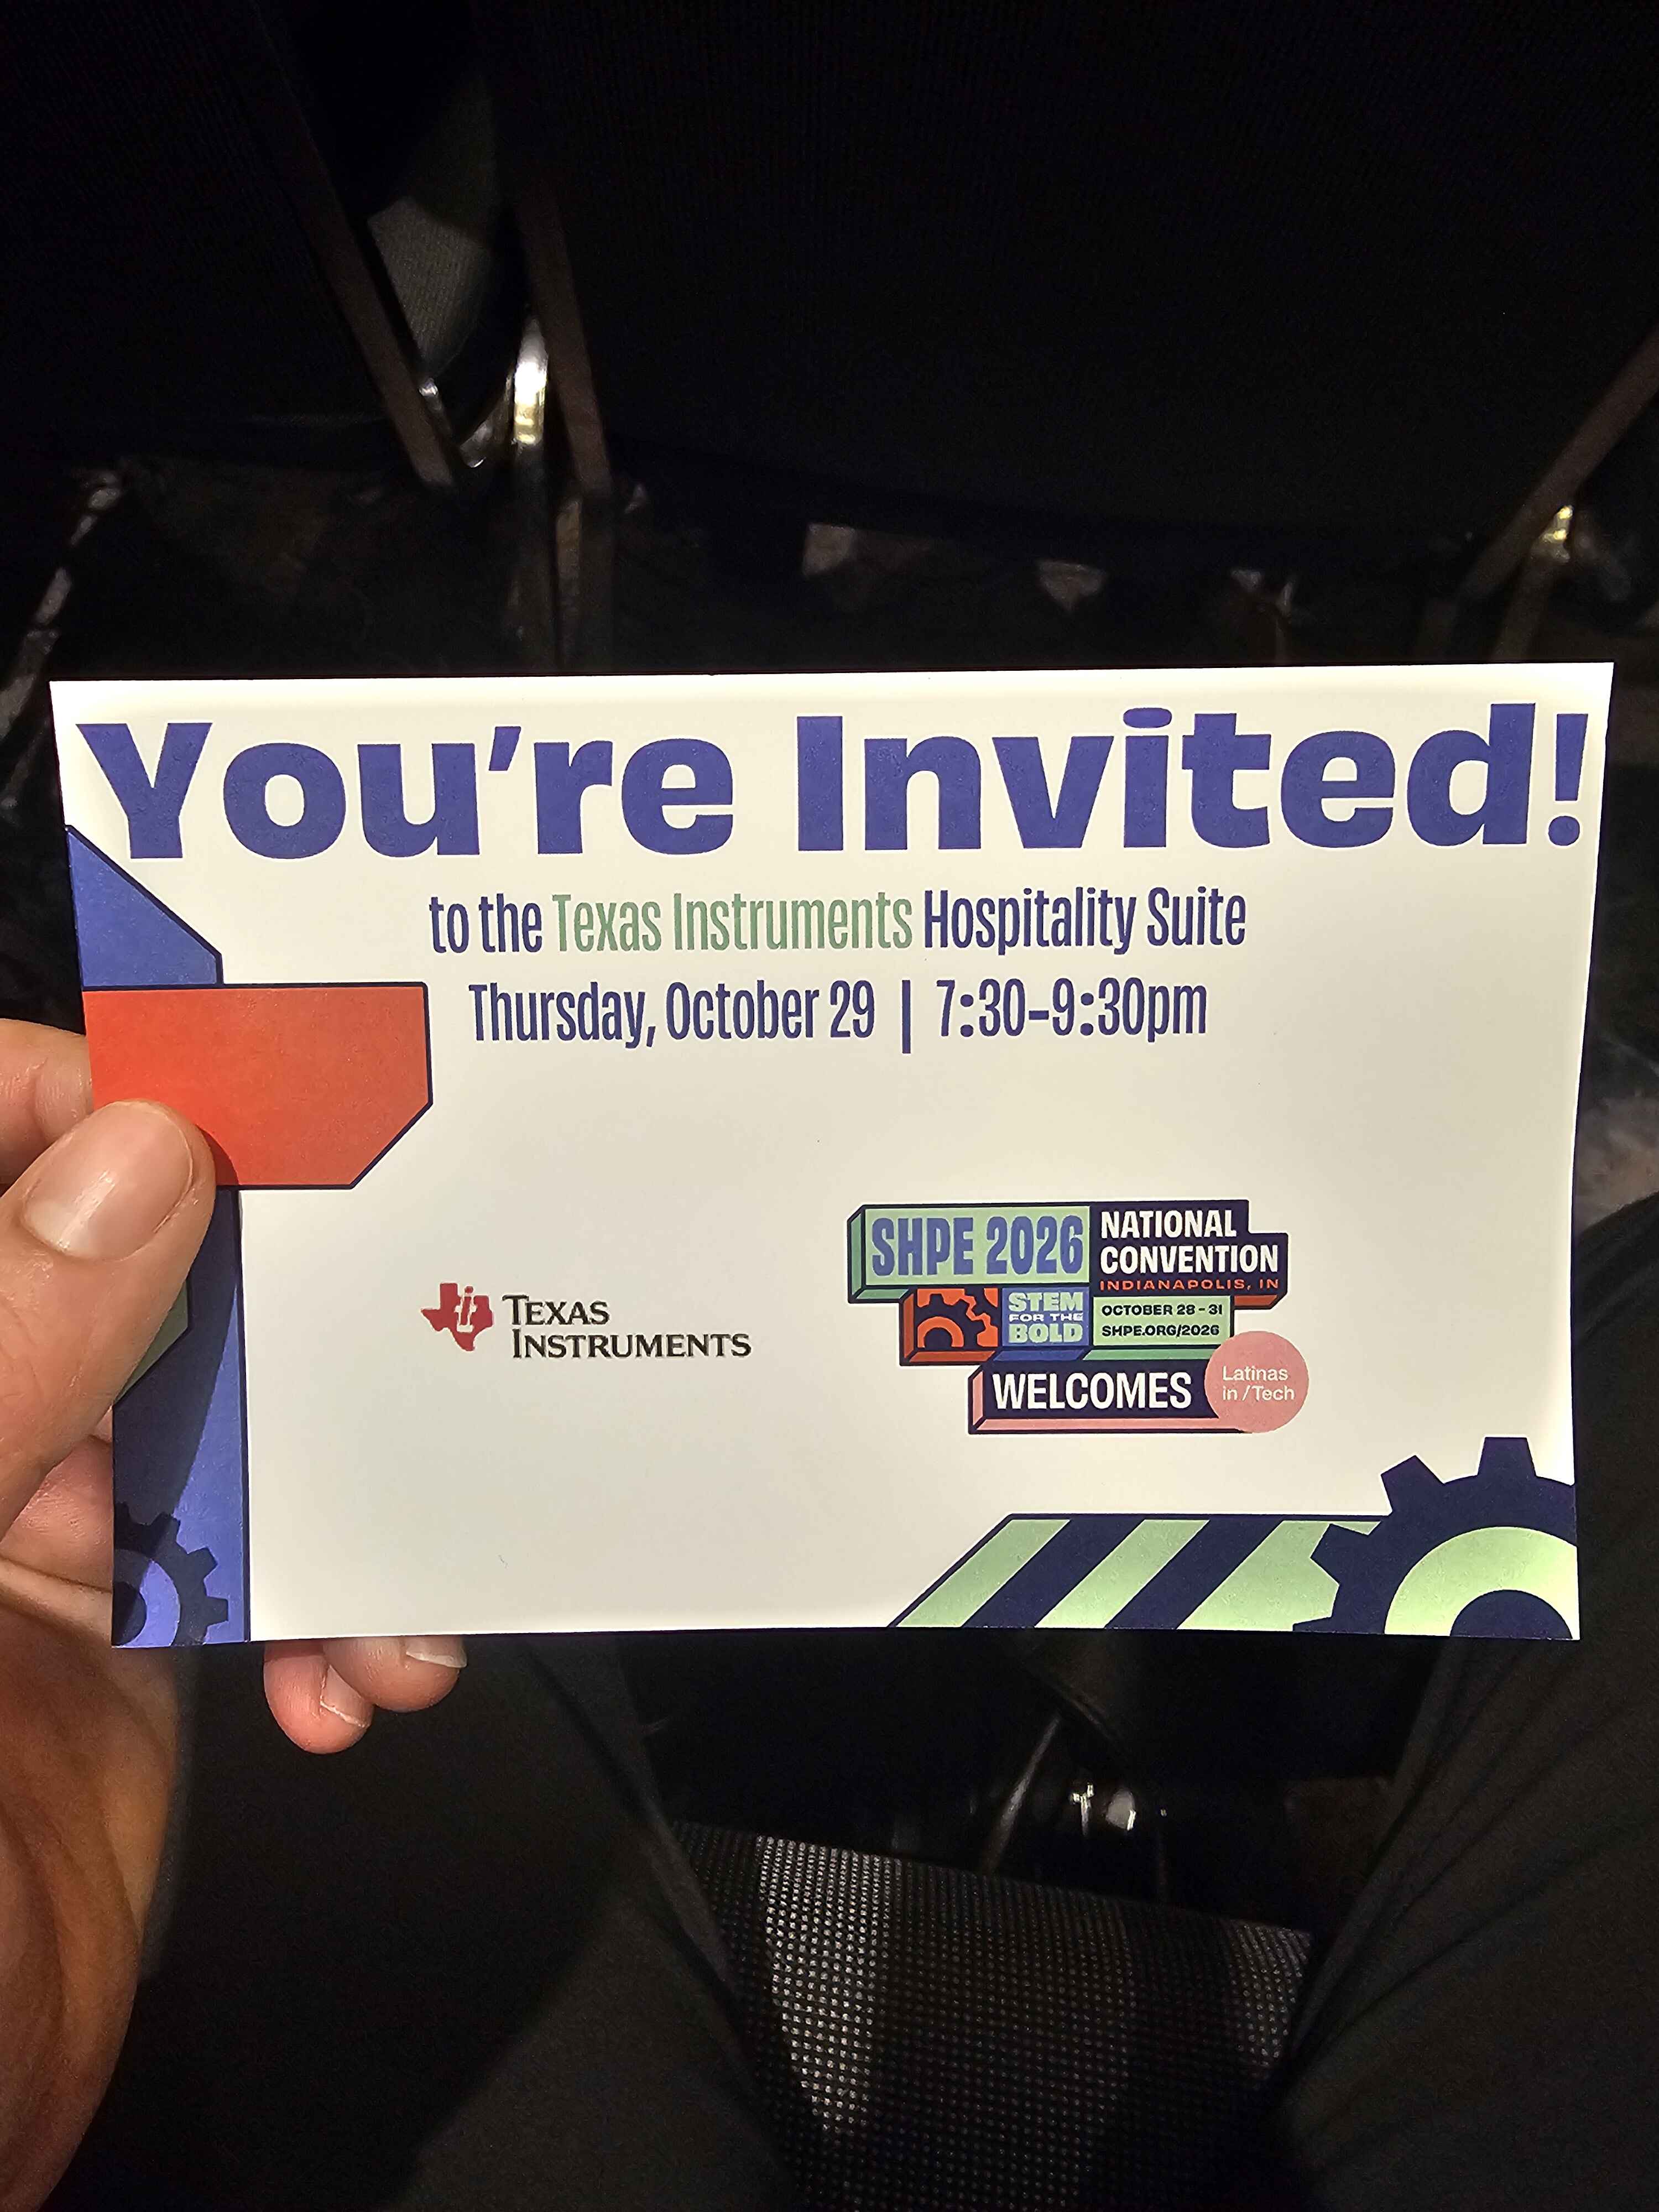 You're Invited!
to the Texas Instruments Hospitality Suite
Thursday, October 29 | 7:30-9:30pm
TEXAS
INSTRUMENTS
SHPE 2026
NATIONAL
CONVENTION
INDIANAPOLIS, IN
STEM
FOR THE
BOLD
OCTOBER 28 - 31
SHPE.ORG/2026
WELCOMES
Latinas
in/Tech